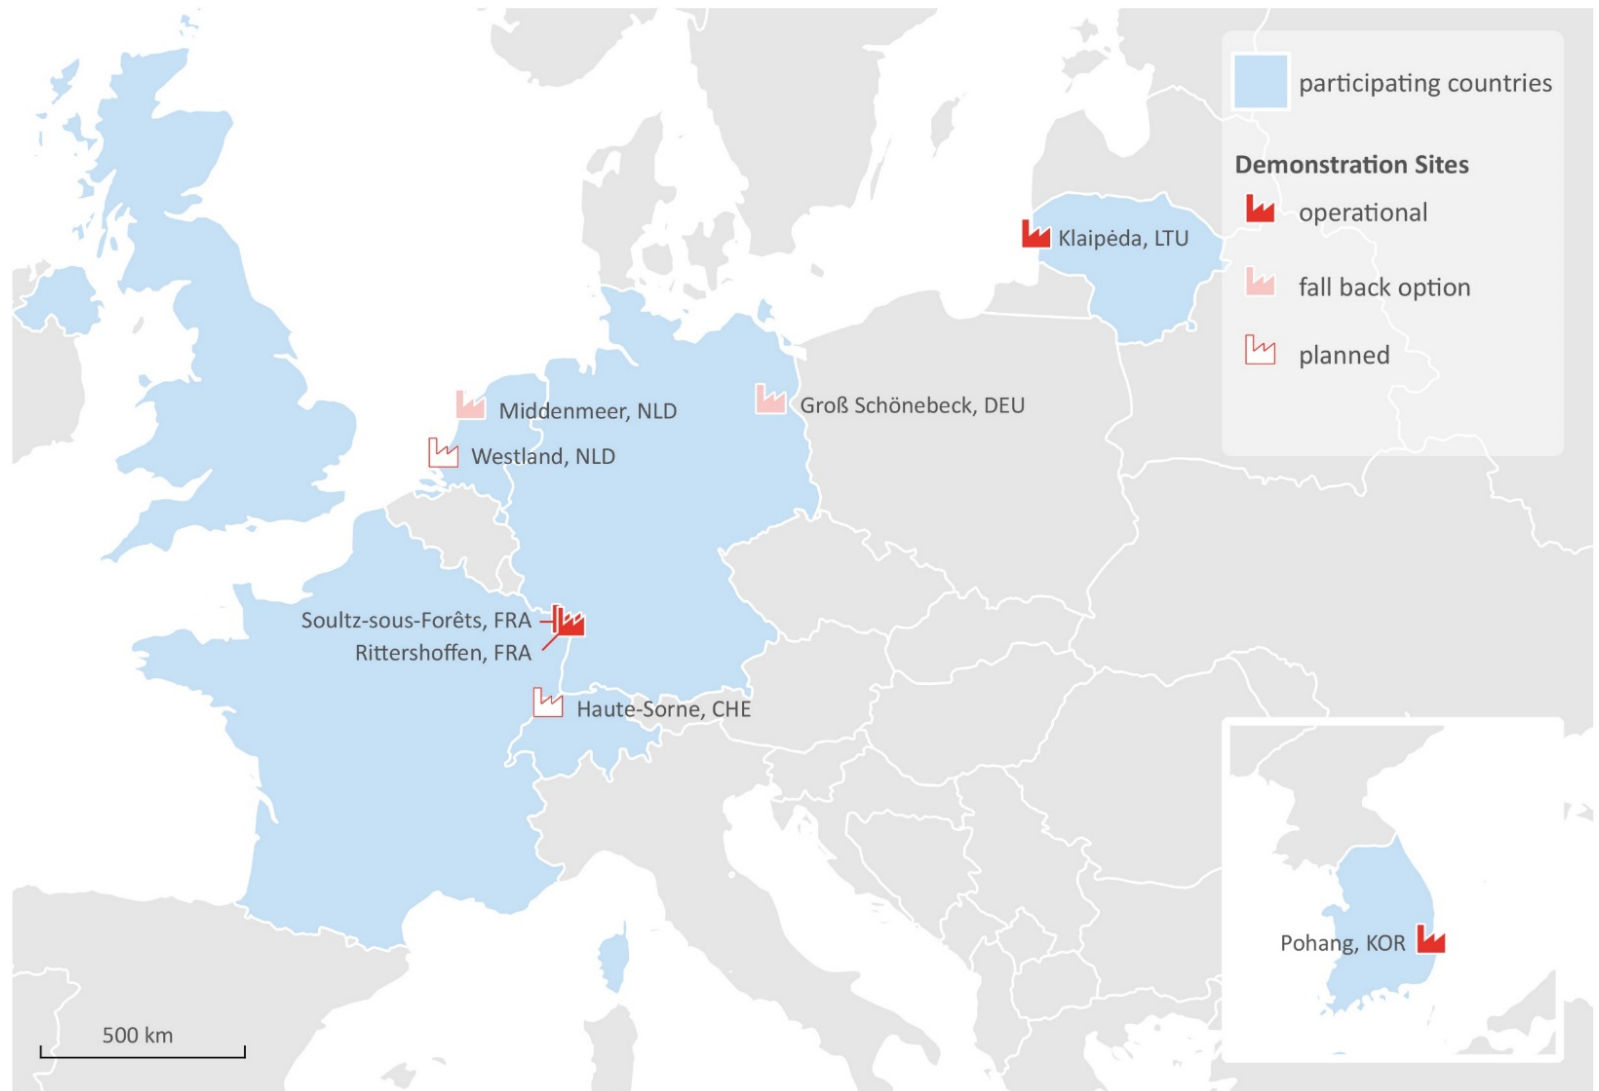 participating countries
Demonstration Sites
operational
fall back option
planned
Klaipėda, LTU
Middenmeer, NLD
Groß Schönebeck, DEU
Westland, NLD
Soultz-sous-Forêts, FRA
Rittershoffen, FRA
Haute-Sorne, CHE
Pohang, KOR
500 km